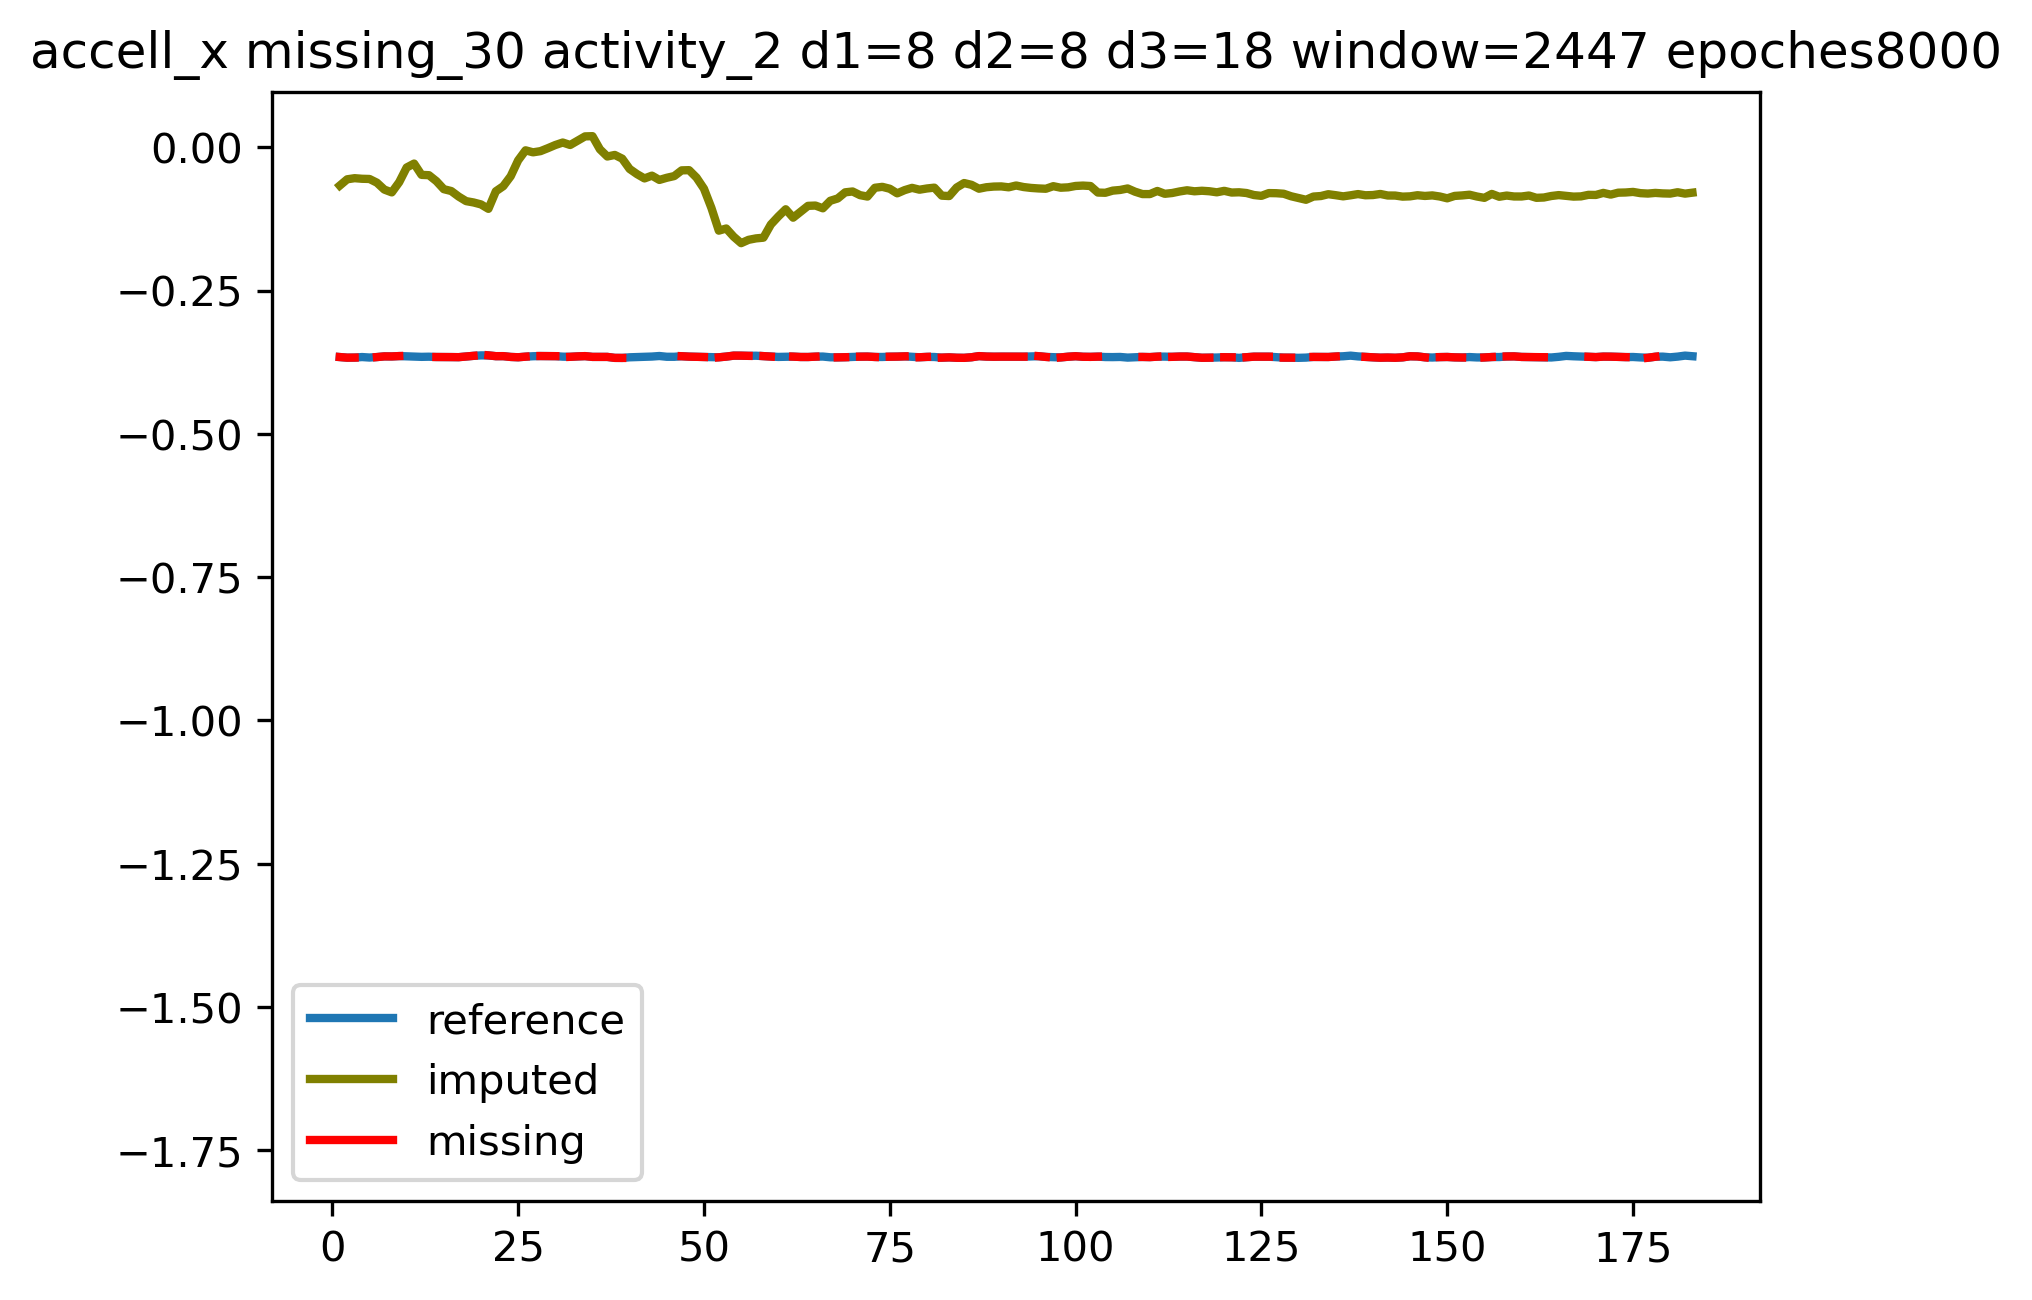 accell_x missing_30 activity_2 d1=8 d2=8 d3=18 window=2447 epoches8000
0.00
−0.25
−0.50
−0.75
−1.00
−1.25
−1.50
−1.75
reference
imputed
missing
0 25 50 75 100 125 150 175